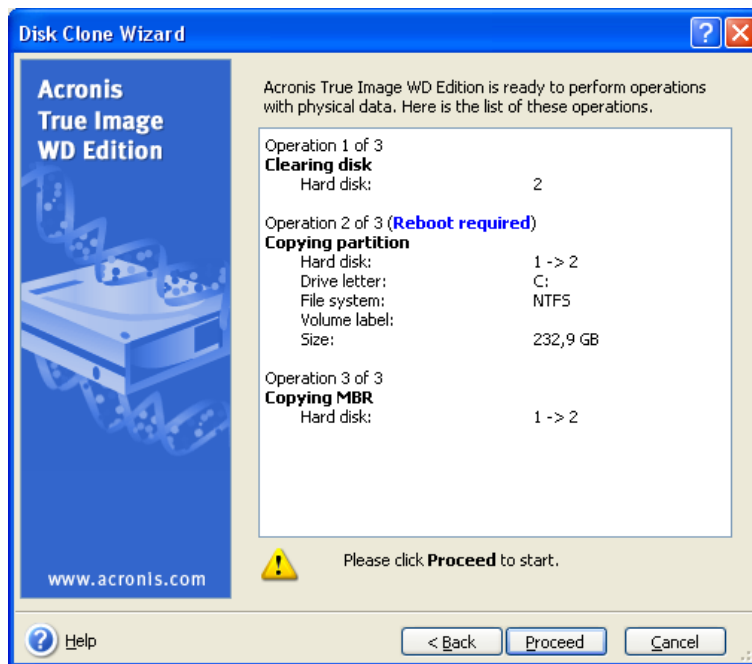 Disk Clone Wizard
Acronis
True Image
WD Edition
www.acronis.com
Acronis True Image WD Edition is ready to perform operations
with physical data. Here is the list of these operations.
Operation 1 of 3
Clearing disk
Hard disk: 2
Operation 2 of 3 (Reboot required)
Copying partition
Hard disk: 1 -> 2
Drive letter: C:
File system: NTFS
Volume label:
Size: 232,9 GB
Operation 3 of 3
Copying MBR
Hard disk: 1 -> 2
Please click Proceed to start.
Help
< Back Proceed Cancel